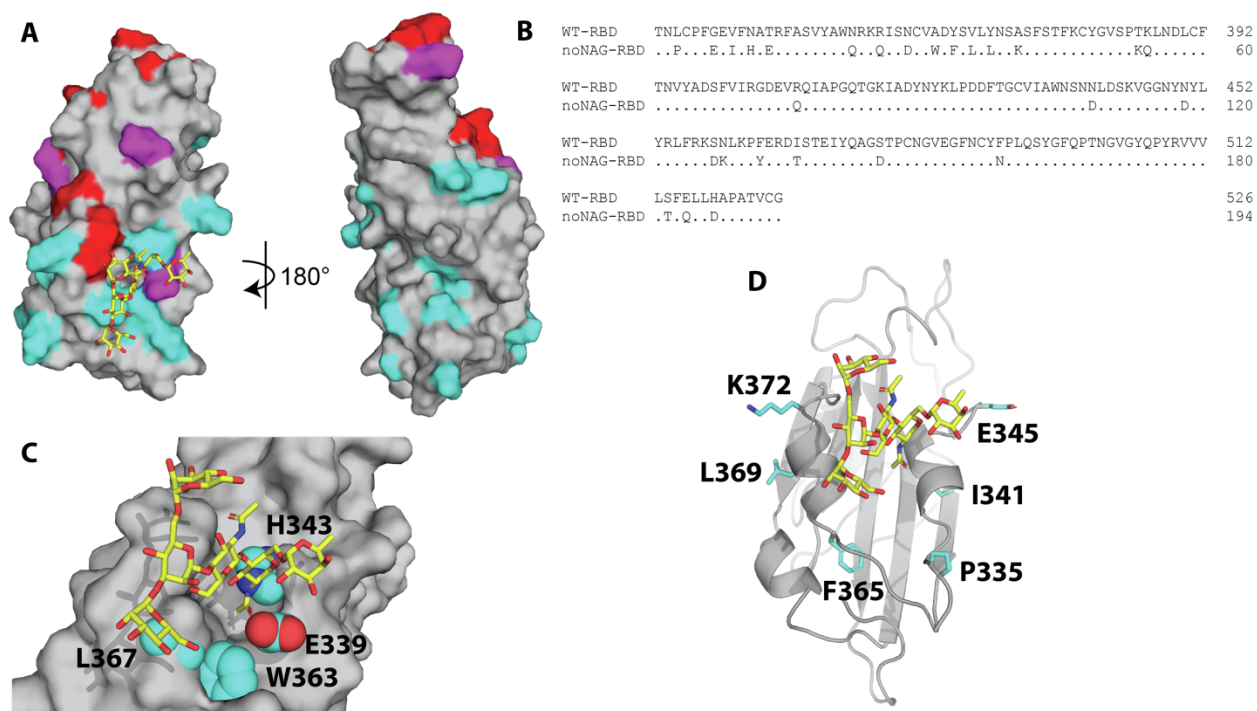 A
B
WT-RBD TNLCPFGEVFNATRFASVYAWNRKRISNCVADYSVLYNSASFSTFKCYGVSPTKLNDLCF 392
noNAG-RBD ..P...E.I.H.E........Q..Q..D..W.F.L.L..K............KQ...... 60
WT-RBD TNVYADSFVIRGDEVRQIAPGQTGKIADYNYKLPDDFTGCVIAWNSNNLDSKVGGNYNYL 452
noNAG-RBD ...............Q...............................D.........D.. 120
WT-RBD YRLFRKSNLKPFERDISTEIYQAGSTPCNGVEGFNCYFPLQSYGFQPTNGVGYQPYRVVV 512
noNAG-RBD ......DK...Y...T........D............N...................... 180
WT-RBD LSFELLHAPATVCG 526
noNAG-RBD .T.Q..D....... 194
180°
C
H343
E339
L367
W363
D
K372
E345
L369
I341
F365
P335